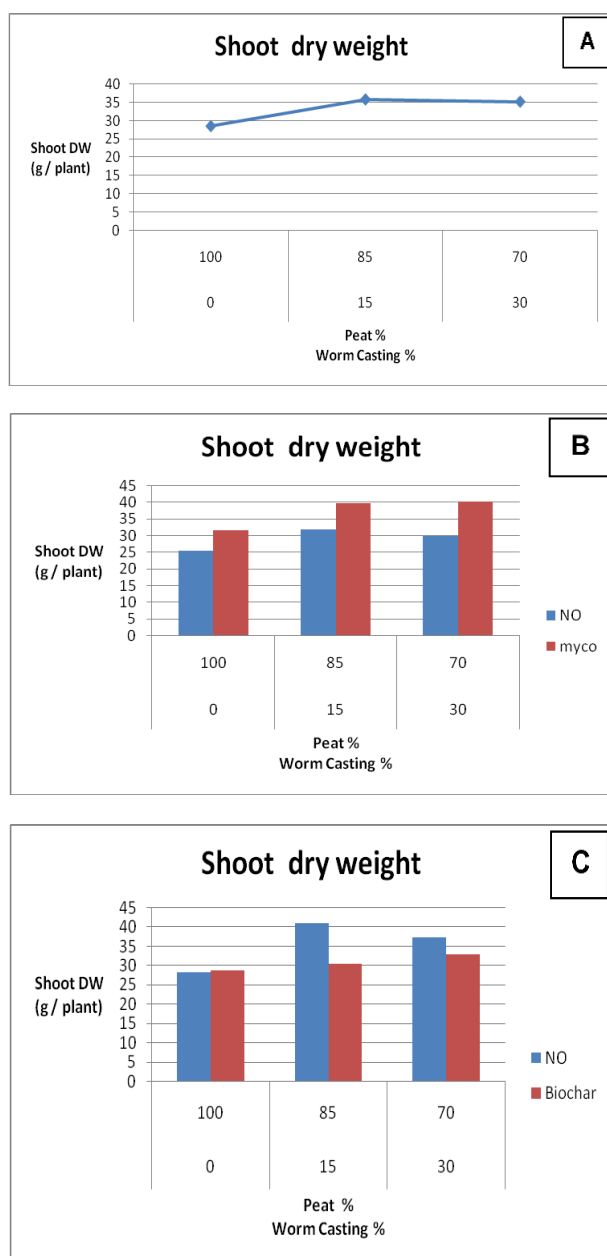 Shoot dry weight
A
40
35
30
25
20
15
10
5
0
Shoot DW
(g / plant)
100 85 70
0 15 30
Peat %
Worm Casting %
Shoot dry weight
B
45
40
35
30
25
20
15
10
5
0
Shoot DW
(g / plant)
NO
myco
100 85 70
0 15 30
Peat %
Worm Casting %
Shoot dry weight
C
45
40
35
30
25
20
15
10
5
0
Shoot DW
(g / plant)
NO
Biochar
100 85 70
0 15 30
Peat %
Worm Casting %